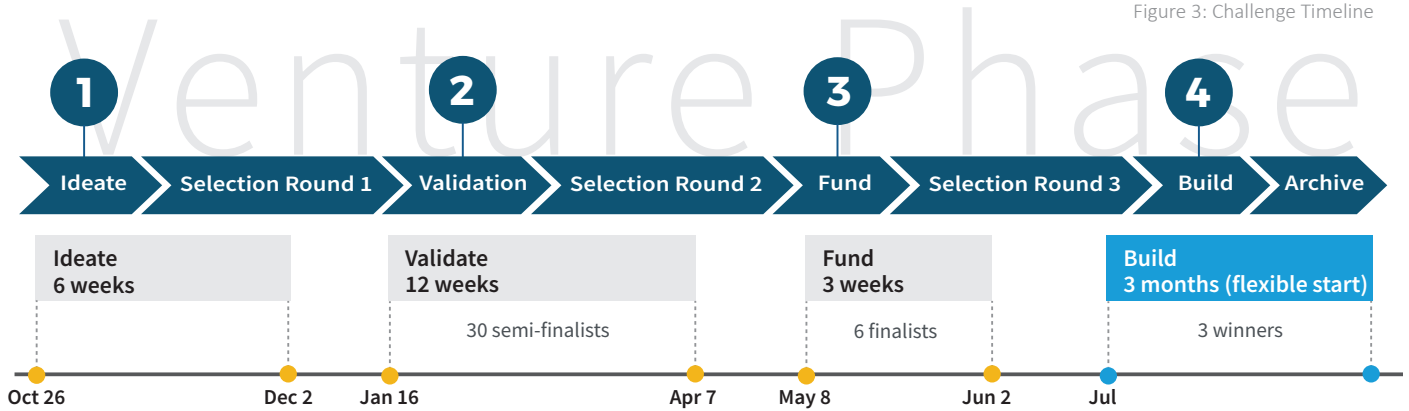 Figure 3: Challenge Timeline
Venture Phase
1
2
3
4
Ideate
Selection Round 1
Validation
Selection Round 2
Fund
Selection Round 3
Build
Archive
Ideate
6 weeks
Validate
12 weeks
30 semi-finalists
Fund
3 weeks
6 finalists
Build
3 months (flexible start)
3 winners
Oct 26
Dec 2
Jan 16
Apr 7
May 8
Jun 2
Jul